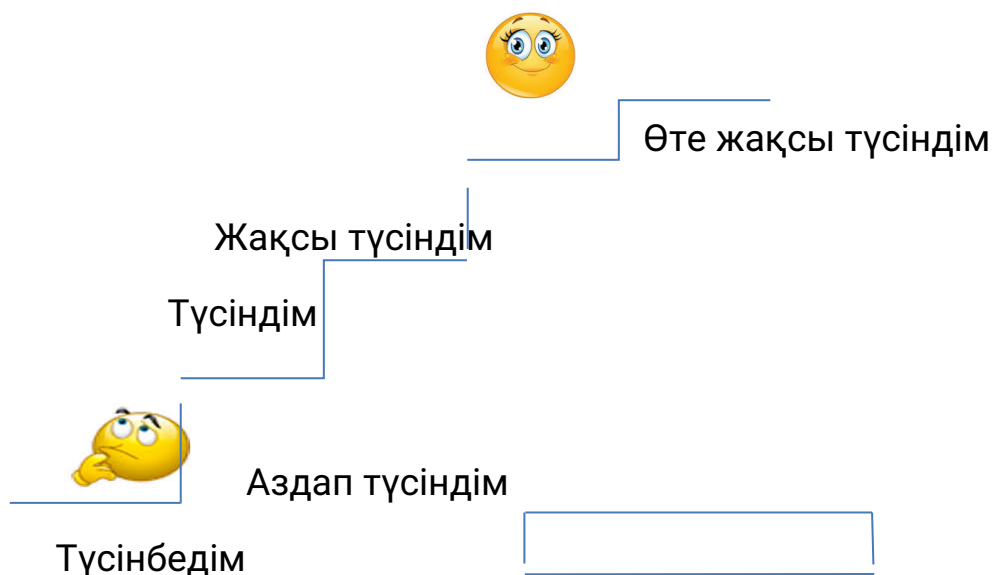 Өте жақсы түсіндім
Жақсы түсіндім
Түсіндім
Аздап түсіндім
Түсінбедім